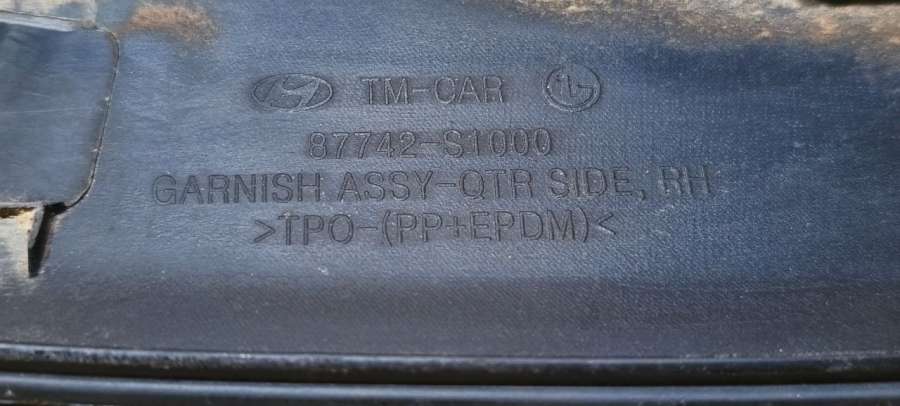 TM-CAR
87742-S1000
GARNISH ASSY-QTR SIDE, RH
>TPO-(PP+EPDM)<